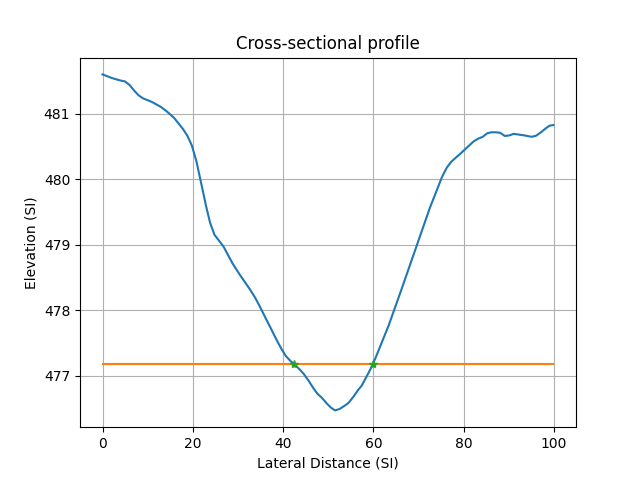 Cross-sectional profile
Elevation (SI)
481
480
479
478
477
0 20 40 60 80 100
Lateral Distance (SI)